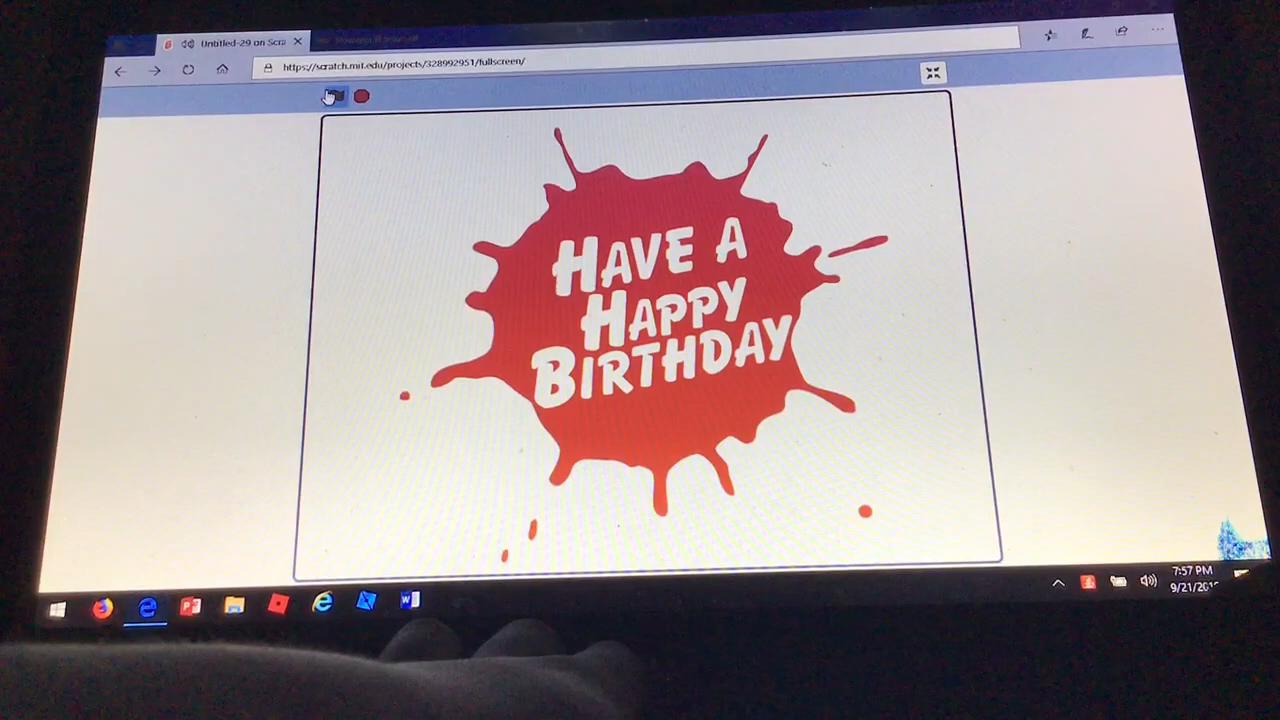 Untitled-29 on Scra
https://scratch.mit.edu/projects/328992951/fullscreen/
HAVE A
HAPPY
BIRTHDAY
7:57 PM